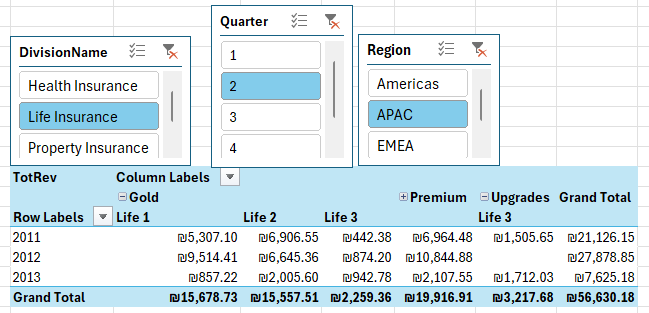 DivisionName
Health Insurance
Life Insurance
Property Insurance
Quarter
1
2
3
4
Region
Americas
APAC
EMEA
TotRev Column Labels
Gold Premium Upgrades Grand Total
Row Labels Life 1 Life 2 Life 3 Life 3
2011 ₪5,307.10 ₪6,906.55 ₪442.38 ₪6,964.48 ₪1,505.65 ₪21,126.15
2012 ₪9,514.41 ₪6,645.36 ₪874.20 ₪10,844.88 ₪27,878.85
2013 ₪857.22 ₪2,005.60 ₪942.78 ₪2,107.55 ₪1,712.03 ₪7,625.18
Grand Total ₪15,678.73 ₪15,557.51 ₪2,259.36 ₪19,916.91 ₪3,217.68 ₪56,630.18